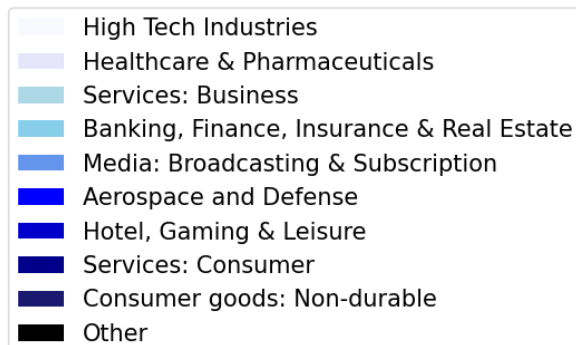 High Tech Industries
Healthcare & Pharmaceuticals
Services: Business
Banking, Finance, Insurance & Real Estate
Media: Broadcasting & Subscription
Aerospace and Defense
Hotel, Gaming & Leisure
Services: Consumer
Consumer goods: Non-durable
Other